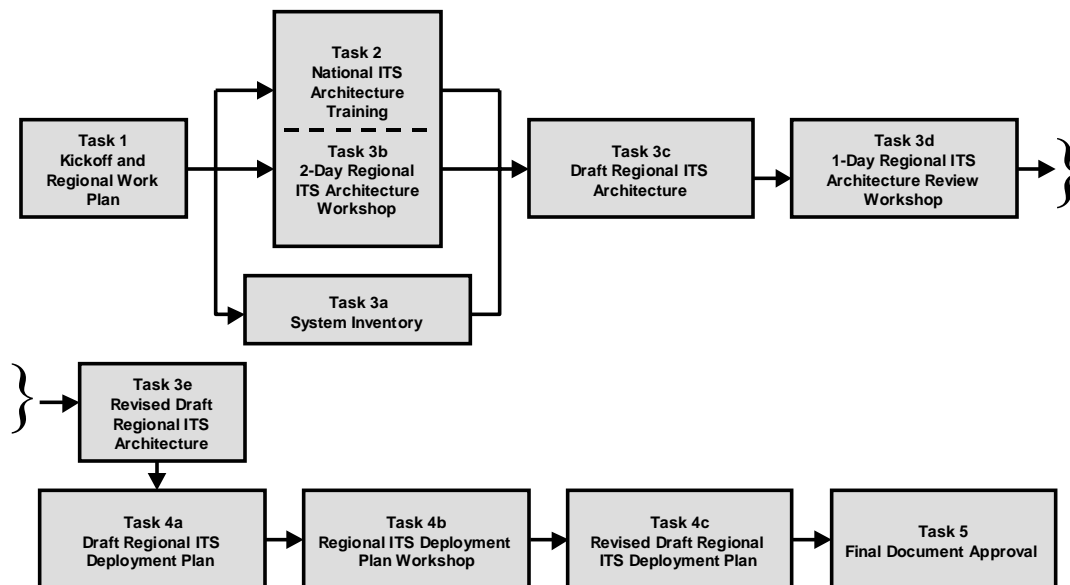 Task 1
Kickoff and
Regional Work
Plan
Task 2
National ITS
Architecture
Training
Task 3b
2-Day Regional
ITS Architecture
Workshop
Task 3a
System Inventory
Task 3c
Draft Regional ITS
Architecture
Task 3d
1-Day Regional ITS
Architecture Review
Workshop
}
}
Task 3e
Revised Draft
Regional ITS
Architecture
Task 4a
Draft Regional ITS
Deployment Plan
Task 4b
Regional ITS Deployment
Plan Workshop
Task 4c
Revised Draft Regional
ITS Deployment Plan
Task 5
Final Document Approval